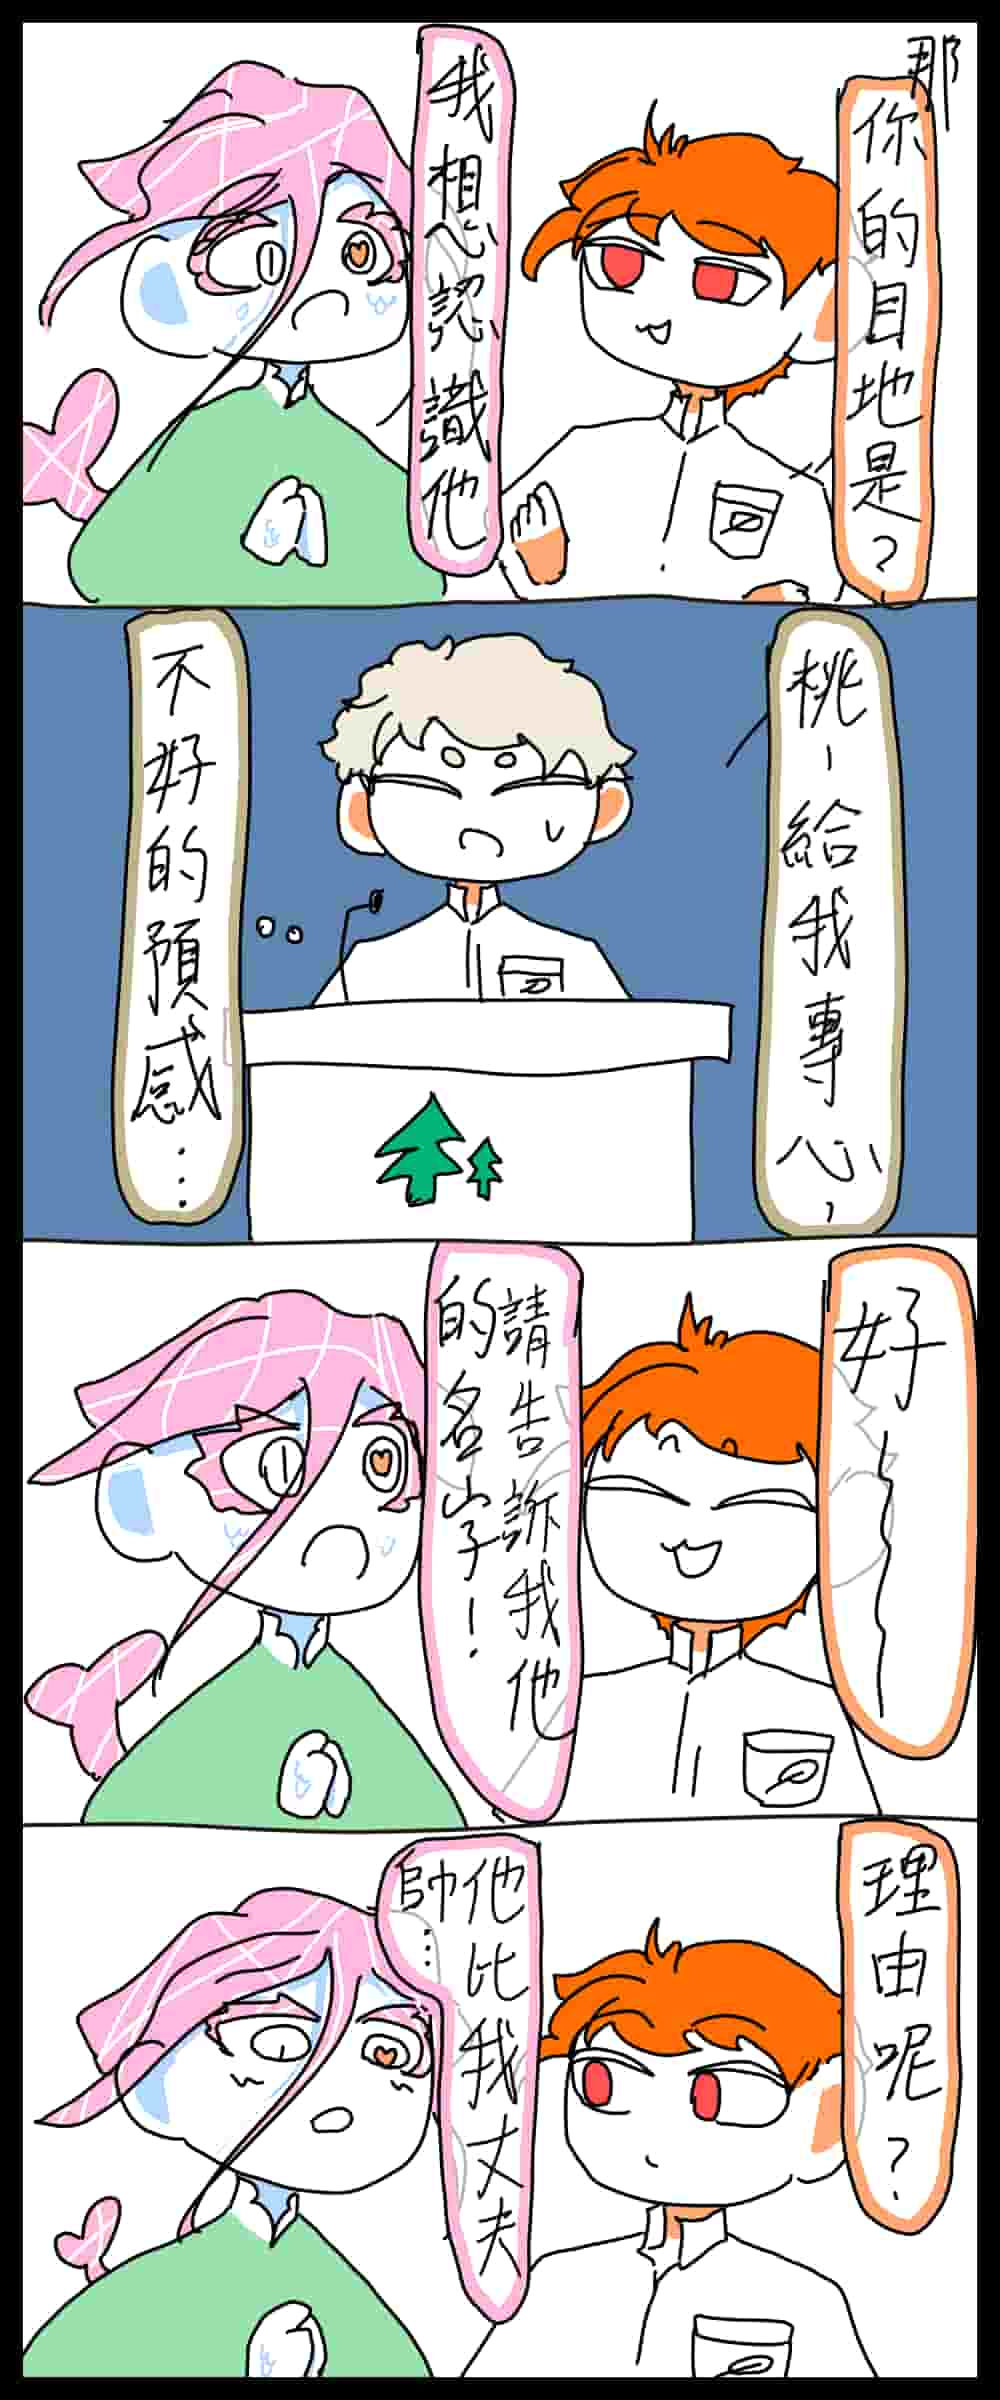 那
你的目地是?
我想認識他
桃-給我專心,
不好的預感...
好~
請告訴我他
的名字!
理由呢?
他比我丈夫
帥...